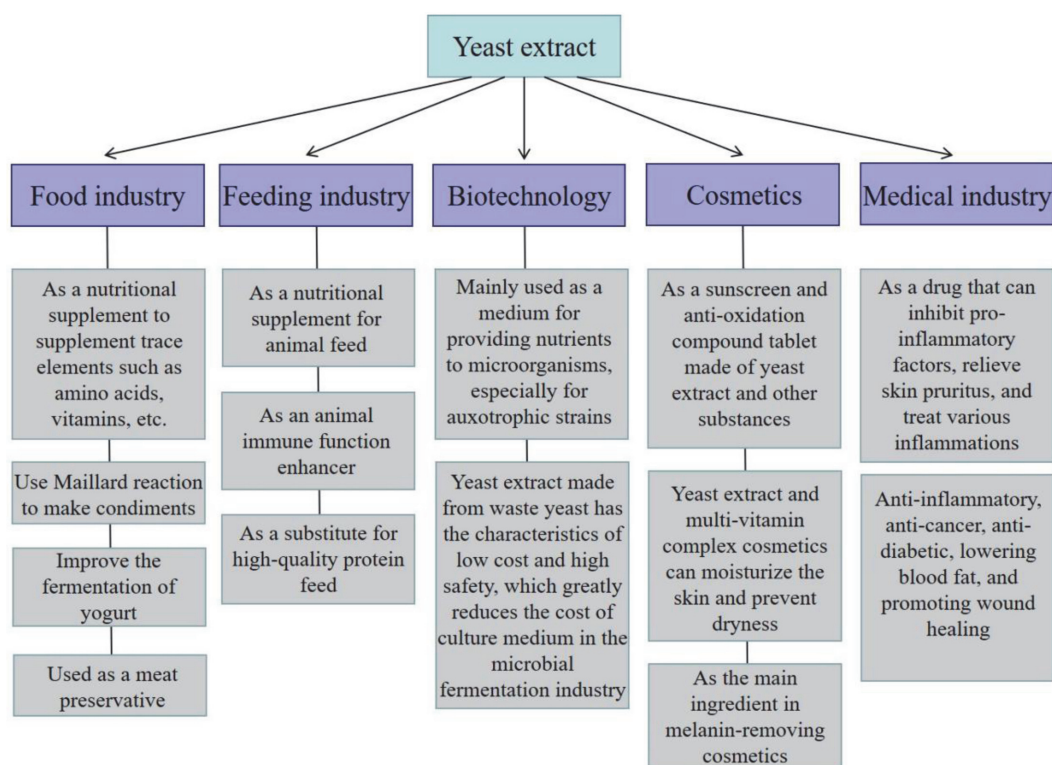 Yeast extract
Food industry
Feeding industry
Biotechnology
Cosmetics
Medical industry
As a nutritional
supplement to
supplement trace
elements such as
amino acids,
vitamins, etc.
Use Maillard reaction
to make condiments
Improve the
fermentation of
yogurt
Used as a meat
preservative
As a nutritional
supplement for
animal feed
As an animal
immune function
enhancer
As a substitute for
high-quality protein
feed
Mainly used as a
medium for
providing nutrients
to microorganisms,
especially for
auxotrophic strains
Yeast extract made
from waste yeast has
the characteristics of
low cost and high
safety, which greatly
reduces the cost of
culture medium in the
microbial
fermentation industry
As a sunscreen and
anti-oxidation
compound tablet
made of yeast
extract and other
substances
Yeast extract and
multi-vitamin
complex cosmetics
can moisturize the
skin and prevent
dryness
As the main
ingredient in
melanin-removing
cosmetics
As a drug that can
inhibit pro-
inflammatory
factors, relieve
skin pruritus, and
treat various
inflammations
Anti-inflammatory,
anti-cancer, anti-
diabetic, lowering
blood fat, and
promoting wound
healing